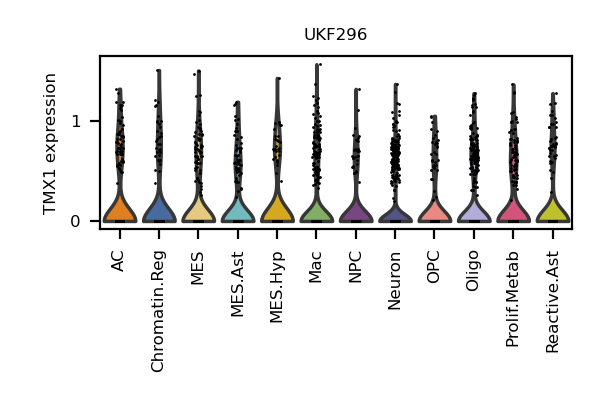 UKF296
TMX1 expression
1
0
AC
Chromatin.Reg
MES
MES.Ast
MES.Hyp
Mac
NPC
Neuron
OPC
Oligo
Prolif.Metab
Reactive.Ast